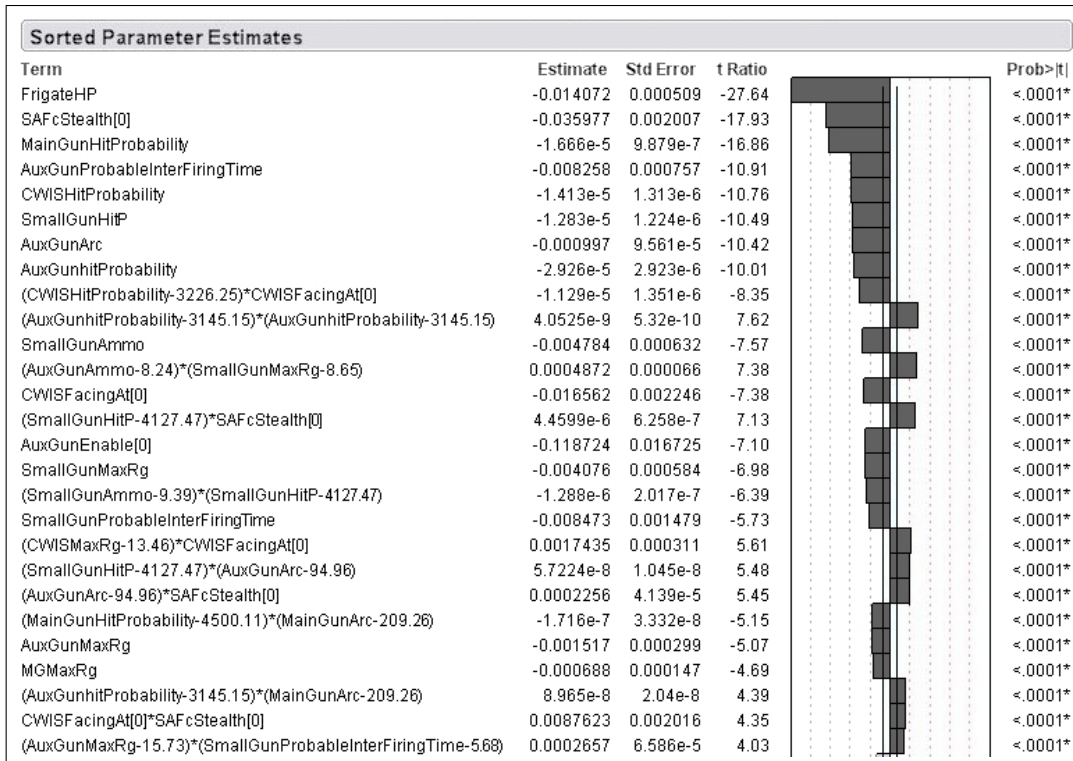 Sorted Parameter Estimates
Term Estimate Std Error t Ratio Prob>|t|
FrigateHP -0.014072 0.000509 -27.64 <.0001*
SAFcStealth[0] -0.035977 0.002007 -17.93 <.0001*
MainGunHitProbability -1.666e-5 9.879e-7 -16.86 <.0001*
AuxGunProbableInterFiringTime -0.008258 0.000757 -10.91 <.0001*
CWISHitProbability -1.413e-5 1.313e-6 -10.76 <.0001*
SmallGunHitP -1.283e-5 1.224e-6 -10.49 <.0001*
AuxGunArc -0.000997 9.561e-5 -10.42 <.0001*
AuxGunhitProbability -2.926e-5 2.923e-6 -10.01 <.0001*
(CWISHitProbability-3226.25)*CWISFacingAt[0] -1.129e-5 1.351e-6 -8.35 <.0001*
(AuxGunhitProbability-3145.15)*(AuxGunhitProbability-3145.15) 4.0525e-9 5.32e-10 7.62 <.0001*
SmallGunAmmo -0.004784 0.000632 -7.57 <.0001*
(AuxGunAmmo-8.24)*(SmallGunMaxRg-8.65) 0.0004872 0.000066 7.38 <.0001*
CWISFacingAt[0] -0.016562 0.002246 -7.38 <.0001*
(SmallGunHitP-4127.47)*SAFcStealth[0] 4.4599e-6 6.258e-7 7.13 <.0001*
AuxGunEnable[0] -0.118724 0.016725 -7.10 <.0001*
SmallGunMaxRg -0.004076 0.000584 -6.98 <.0001*
(SmallGunAmmo-9.39)*(SmallGunHitP-4127.47) -1.288e-6 2.017e-7 -6.39 <.0001*
SmallGunProbableInterFiringTime -0.008473 0.001479 -5.73 <.0001*
(CWISMaxRg-13.46)*CWISFacingAt[0] 0.0017435 0.000311 5.61 <.0001*
(SmallGunHitP-4127.47)*(AuxGunArc-94.96) 5.7224e-8 1.045e-8 5.48 <.0001*
(AuxGunArc-94.96)*SAFcStealth[0] 0.0002256 4.139e-5 5.45 <.0001*
(MainGunHitProbability-4500.11)*(MainGunArc-209.26) -1.716e-7 3.332e-8 -5.15 <.0001*
AuxGunMaxRg -0.001517 0.000299 -5.07 <.0001*
MGMaxRg -0.000688 0.000147 -4.69 <.0001*
(AuxGunhitProbability-3145.15)*(MainGunArc-209.26) 8.965e-8 2.04e-8 4.39 <.0001*
CWISFacingAt[0]*SAFcStealth[0] 0.0087623 0.002016 4.35 <.0001*
(AuxGunMaxRg-15.73)*(SmallGunProbableInterFiringTime-5.68) 0.0002657 6.586e-5 4.03 <.0001*